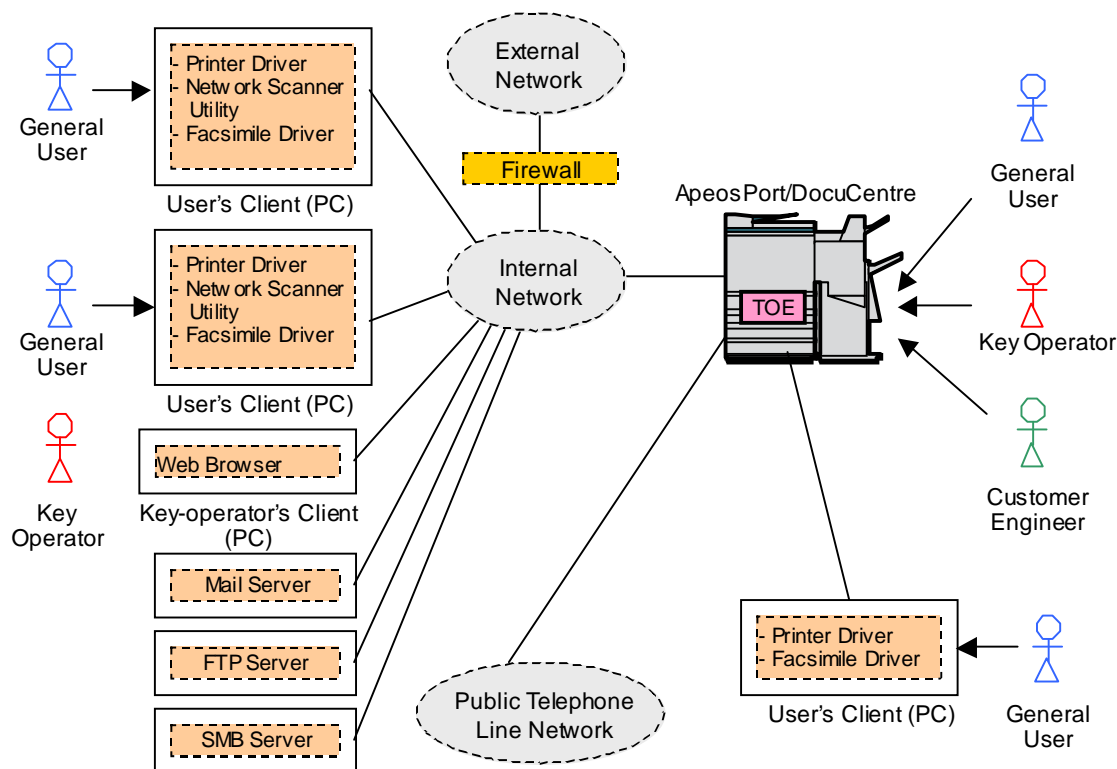 General
User
- Printer Driver
- Network Scanner
Utility
- Facsimile Driver
User's Client (PC)
External
Network
Firewall
Internal
Network
ApeosPort/DocuCentre
TOE
General
User
Key Operator
Customer
Engineer
General
User
- Printer Driver
- Network Scanner
Utility
- Facsimile Driver
User's Client (PC)
Key
Operator
Web Browser
Key-operator's Client
(PC)
Mail Server
FTP Server
SMB Server
Public Telephone
Line Network
- Printer Driver
- Facsimile Driver
User's Client (PC)
General
User